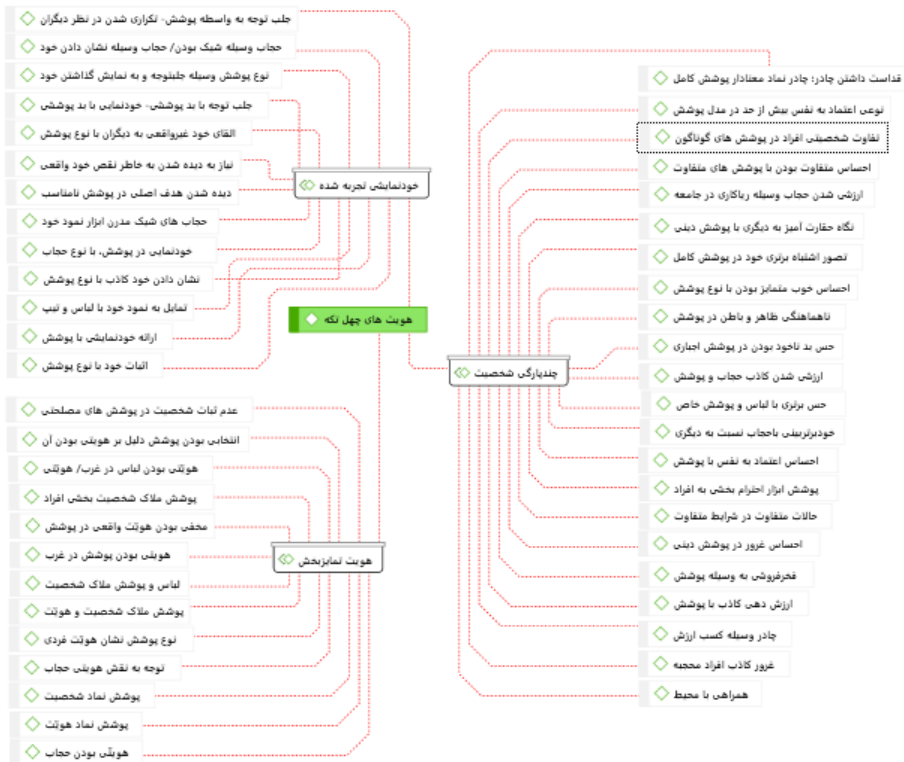 قداست داشتن چادر؛ چادر نماد معنادار پوشش کامل
نوعی اعتماد به نفس بیش از حد در مدل پوشش
تفاوت شخصیتی افراد در پوشش های گوناگون
احساس متفاوت بودن با پوشش های متفاوت
ارزشی شدن حجاب وسیله ریاکاری در جامعه
نگاه حقارت آمیز به دیگری با پوشش دینی
تصور اشتباه برتری خود در پوشش کامل
احساس خوب متمایز بودن با نوع پوشش
ناهماهنگی ظاهر و باطن در پوشش
حس بد ناخود بودن در پوشش اجباری
ارزشی شدن کاذب حجاب و پوشش
حس برتری با لباس و پوشش خاص
خودبرتربینی باحجاب نسبت به دیگری
احساس اعتماد به نفس با پوشش
پوشش ابزار احترام بخشی به افراد
حالات متفاوت در شرایط متفاوت
احساس غرور در پوشش دینی
فخرفروشی به وسیله پوشش
ارزش دهی کاذب با پوشش
چادر وسیله کسب ارزش
غرور کاذب افراد محجبه
همراهی با محیط
چندپارگی شخصیت
هویت های چهل تکه
خودنمایشی تجربه شده
هویت تمایزبخش
جلب توجه به واسطه پوشش- تکراری شدن در نظر دیگران
حجاب وسیله شیک بودن/ حجاب وسیله نشان دادن خود
نوع پوشش وسیله جلبتوجه و به نمایش گذاشتن خود
جلب توجه با بد پوششی- خودنمایی با بد پوششی
القای خود غیرواقعی به دیگران با نوع پوشش
نیاز به دیده شدن به خاطر نقص خود واقعی
دیده شدن هدف اصلی در پوشش نامناسب
حجاب های شیک مدرن ابزار نمود خود
خودنمایی در پوشش، با نوع حجاب
نشان دادن خود کاذب با نوع پوشش
تمایل به نمود خود با لباس و تیپ
ارائه خودنمایشی با پوشش
اثبات خود با نوع پوشش
عدم ثبات شخصیت در پوشش های مصلحتی
انتخابی بودن پوشش دلیل بر هویتی بودن آن
هویّتی بودن لباس در غرب/ هویّتی
پوشش ملاک شخصیت بخشی افراد
مخفی بودن هویّت واقعی در پوشش
هویتی بودن پوشش در غرب
لباس و پوشش ملاک شخصیت
پوشش ملاک شخصیت و هویّت
نوع پوشش نشان هویّت فردی
توجه به نقش هویتی حجاب
پوشش نماد شخصیت
پوشش نماد هویّت
هویتّی بودن حجاب